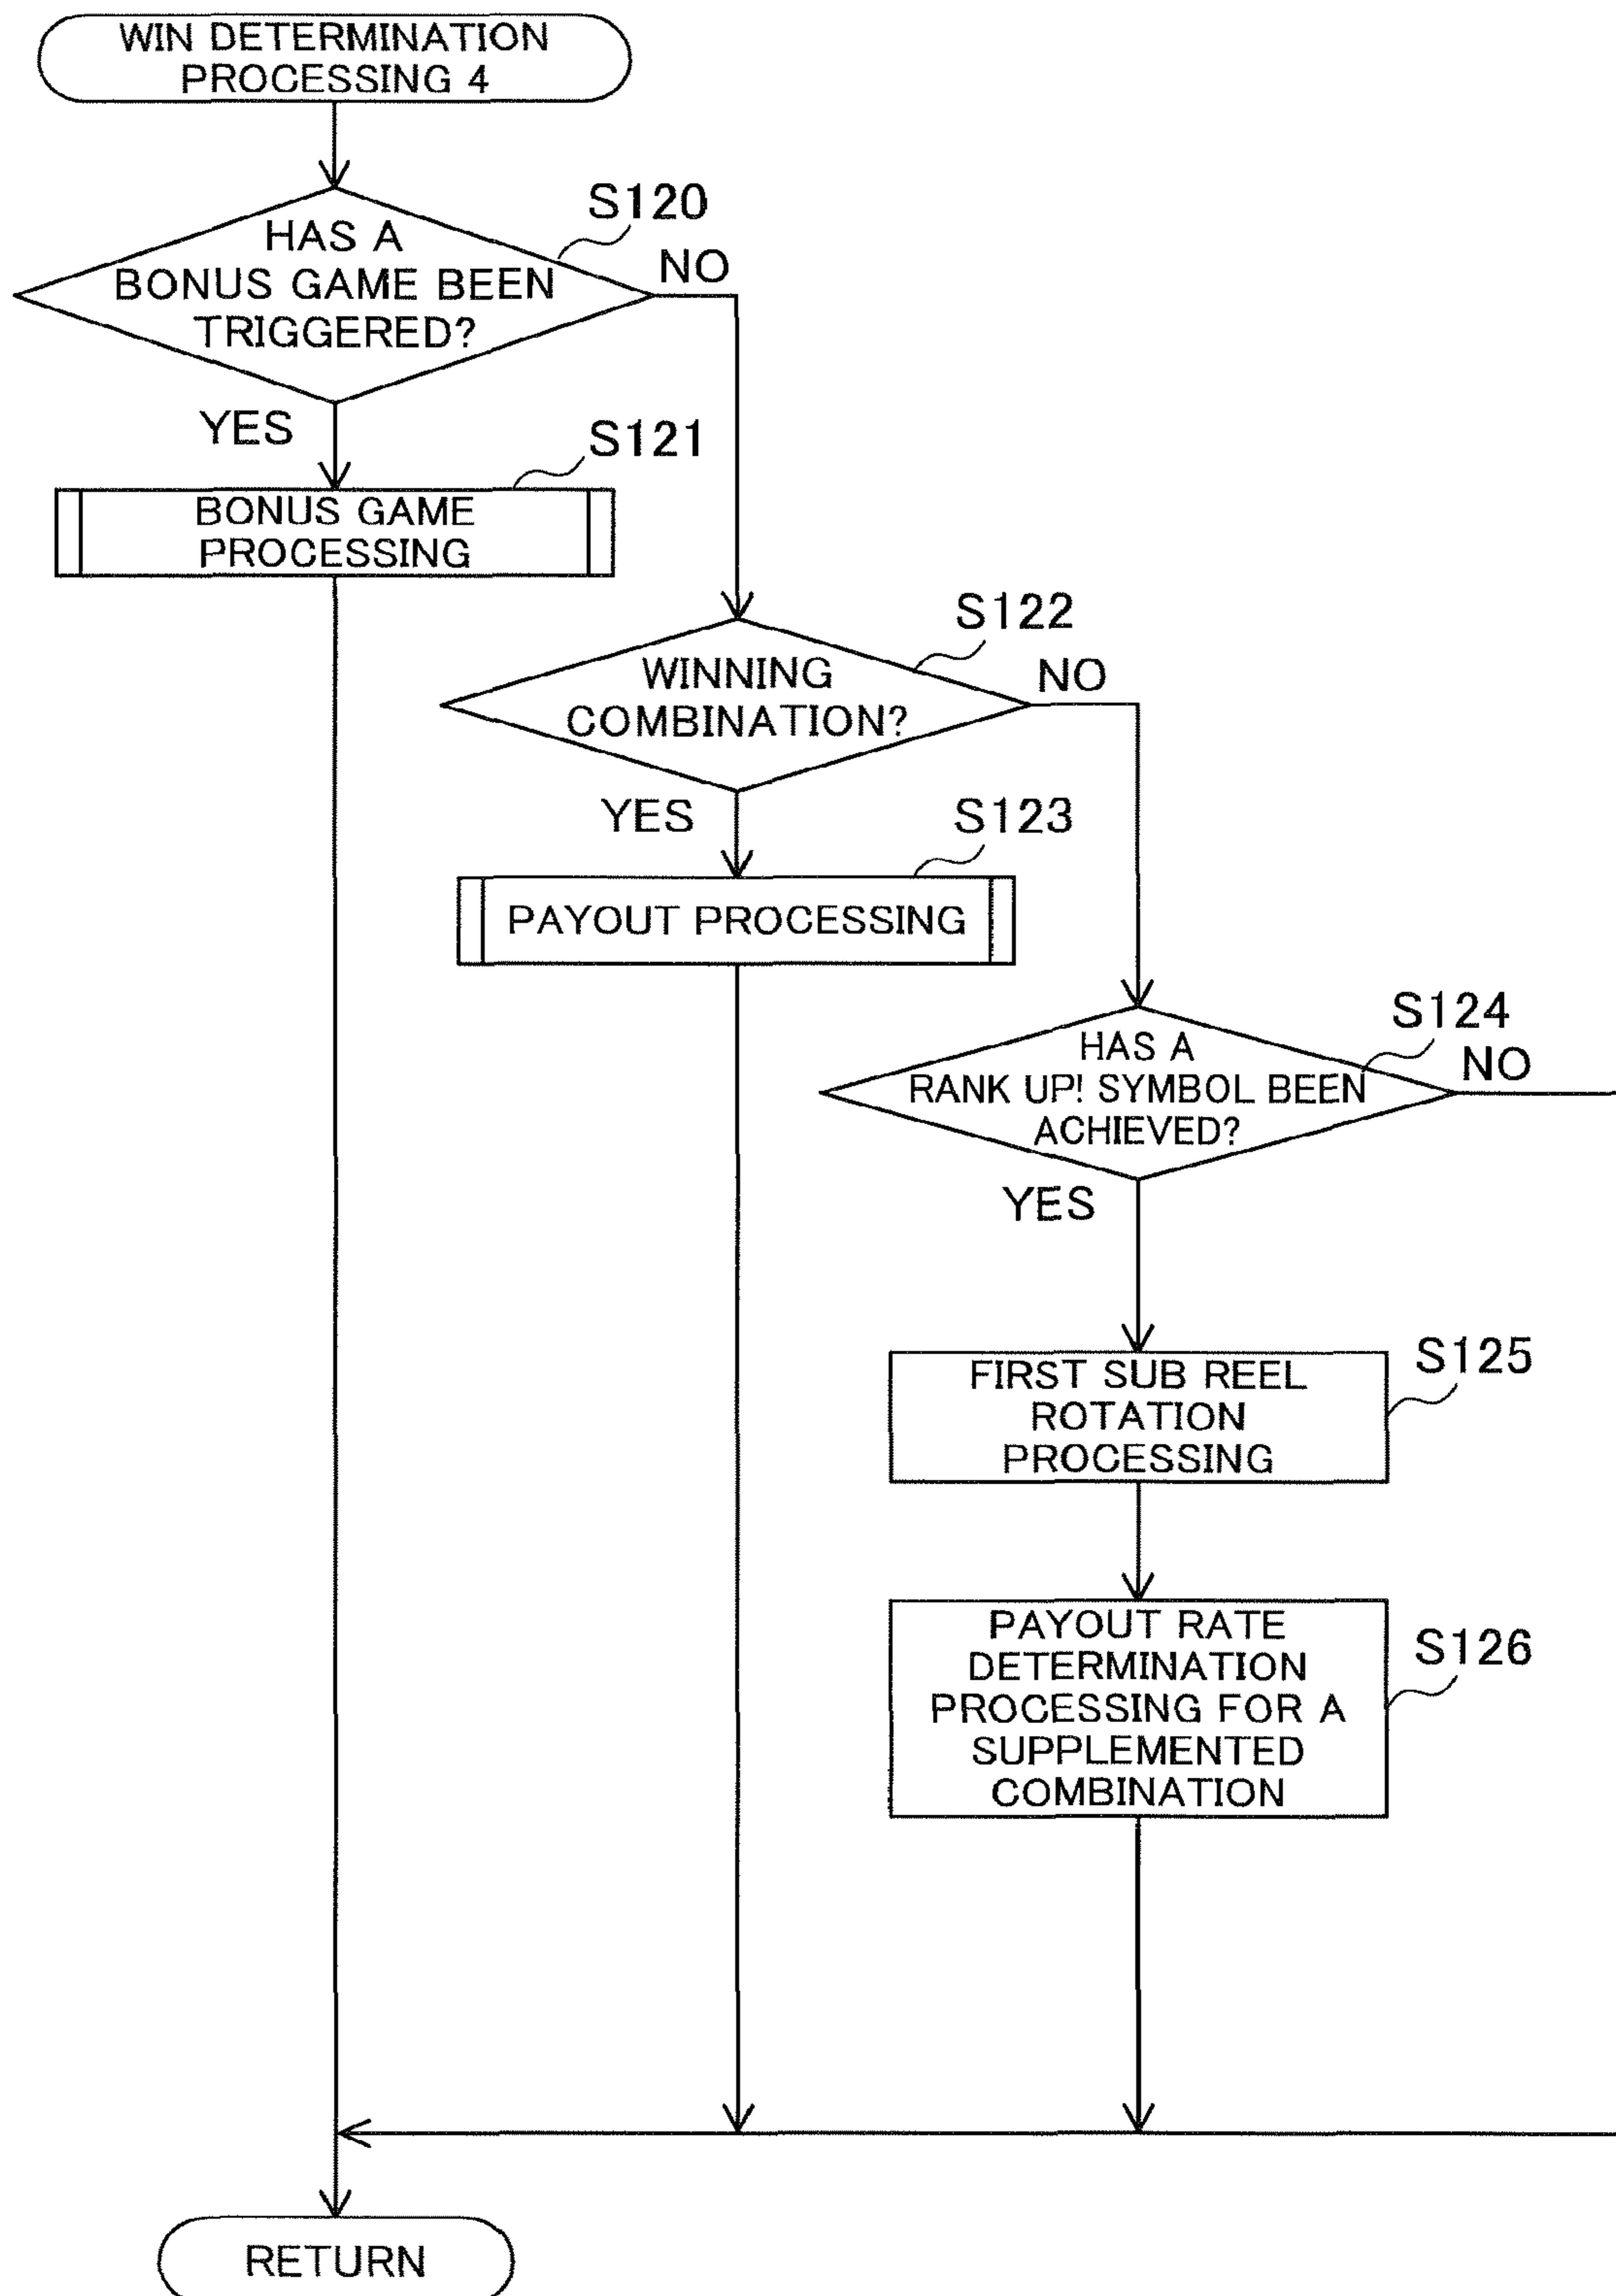 WIN DETERMINATION
PROCESSING 4
S120
HAS A
BONUS GAME BEEN
TRIGGERED?
NO
YES
S121
BONUS GAME
PROCESSING
S122
WINNING
COMBINATION?
NO
YES
S123
PAYOUT PROCESSING
S124
HAS A
RANK UP! SYMBOL BEEN
ACHIEVED?
NO
YES
S125
FIRST SUB REEL
ROTATION
PROCESSING
S126
PAYOUT RATE
DETERMINATION
PROCESSING FOR A
SUPPLEMENTED
COMBINATION
RETURN